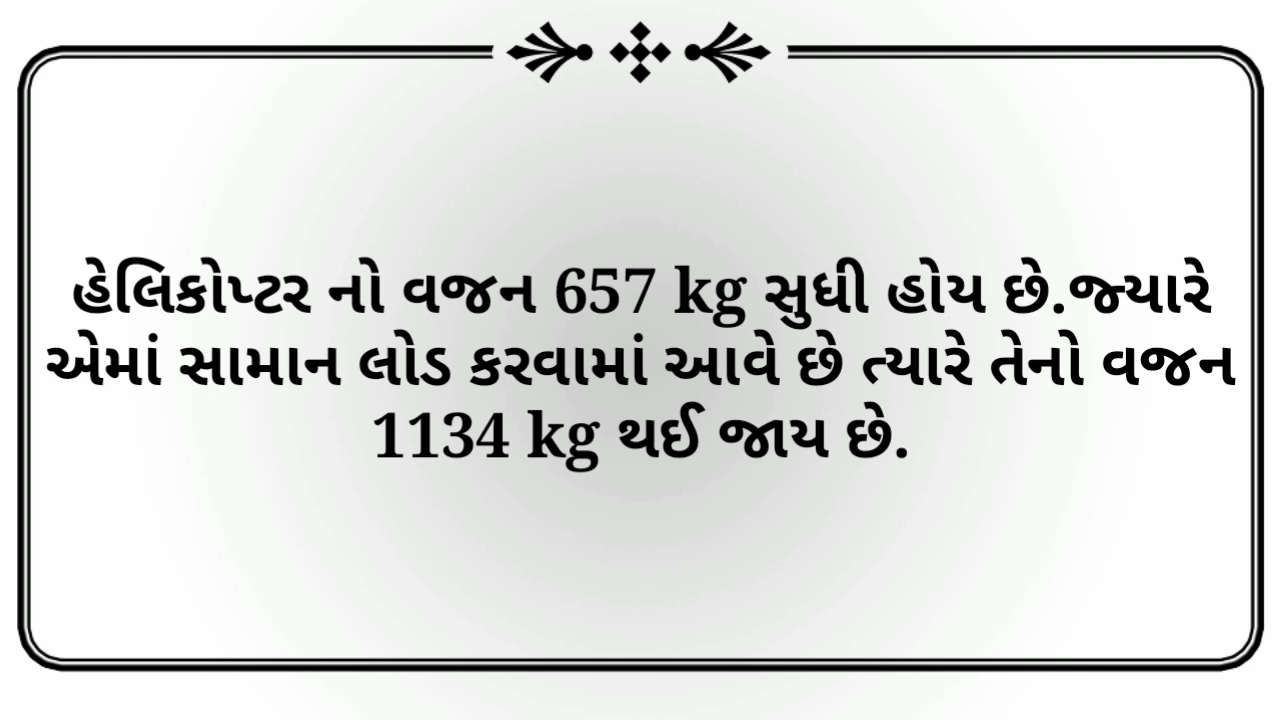 હેલિકોપ્ટર નો વજન 657 kg સુધી હોય છે.જ્યારે
એમાં સામાન લોડ કરવામાં આવે છે ત્યારે તેનો વજન
1134 kg થઈ જાય છે.